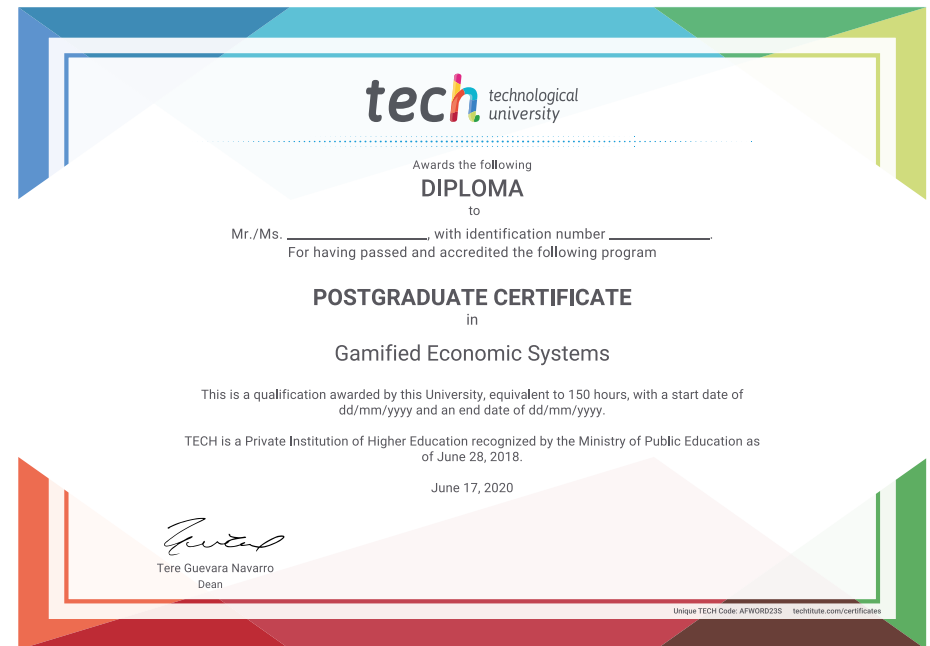 tech technological
university
Awards the following
DIPLOMA
to
Mr./Ms. ____________________, with identification number ______________.
For having passed and accredited the following program
POSTGRADUATE CERTIFICATE
in
Gamified Economic Systems
This is a qualification awarded by this University, equivalent to 150 hours, with a start date of
dd/mm/yyyy and an end date of dd/mm/yyyy.
TECH is a Private Institution of Higher Education recognized by the Ministry of Public Education as
of June 28, 2018.
June 17, 2020
Tere Guevara Navarro
Dean
Unique TECH Code: AFWORD23S techtitute.com/certificates